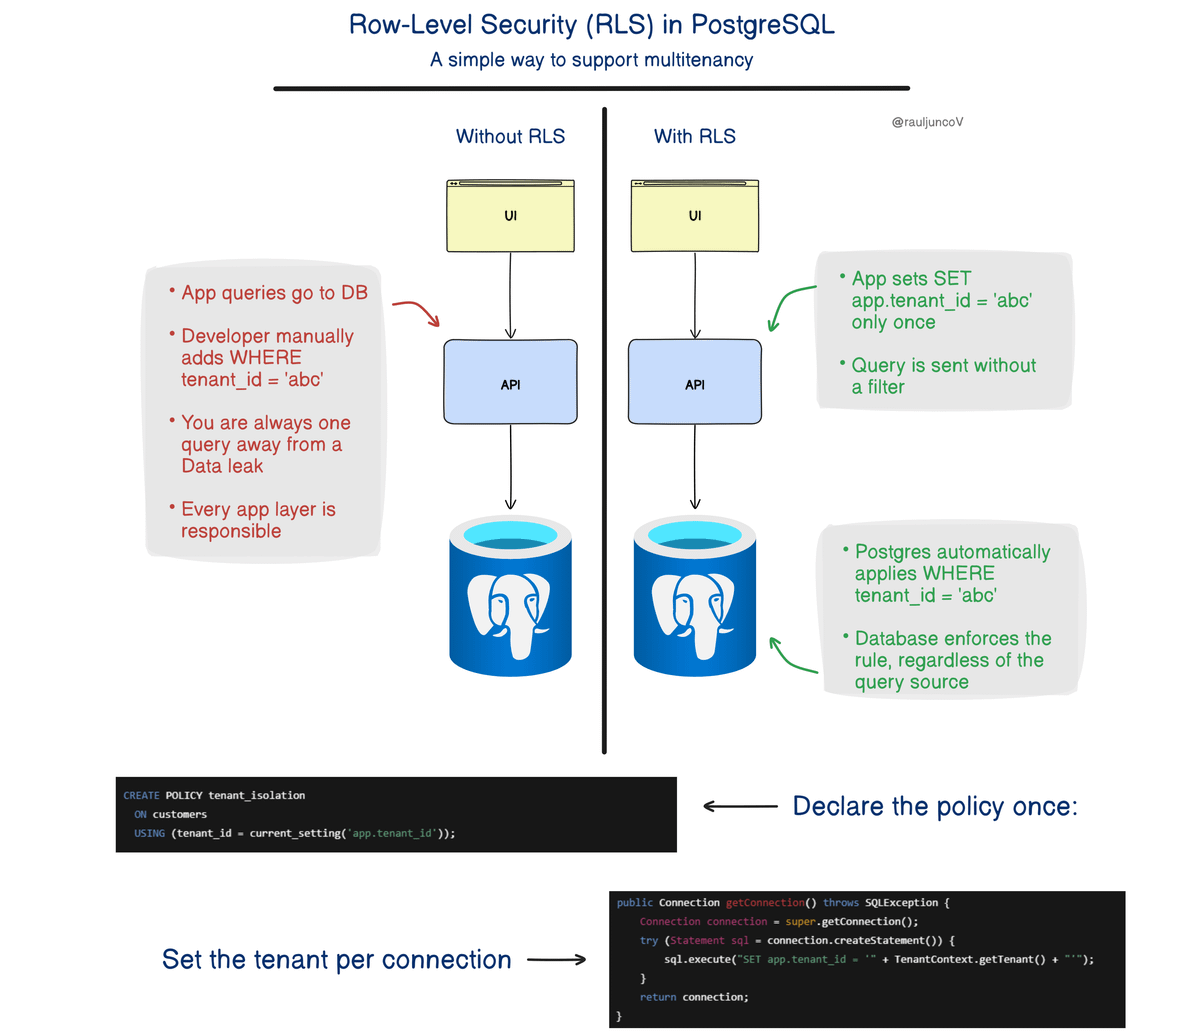 Row-Level Security (RLS) in PostgreSQL
A simple way to support multitenancy
@rauljuncoV
Without RLS
UI
• App queries go to DB
• Developer manually
adds WHERE
tenant_id = 'abc'
• You are always one
query away from a
Data leak
• Every app layer is
responsible
API
With RLS
UI
• App sets SET
app.tenant_id = 'abc'
only once
• Query is sent without
a filter
API
• Postgres automatically
applies WHERE
tenant_id = 'abc'
• Database enforces the
rule, regardless of the
query source
CREATE POLICY tenant_isolation
  ON customers
  USING (tenant_id = current_setting('app.tenant_id'));
Declare the policy once:
Set the tenant per connection
public Connection getConnection() throws SQLException {
    Connection connection = super.getConnection();
    try (Statement sql = connection.createStatement()) {
        sql.execute("SET app.tenant_id = '" + TenantContext.getTenant() + "'");
    }
    return connection;
}